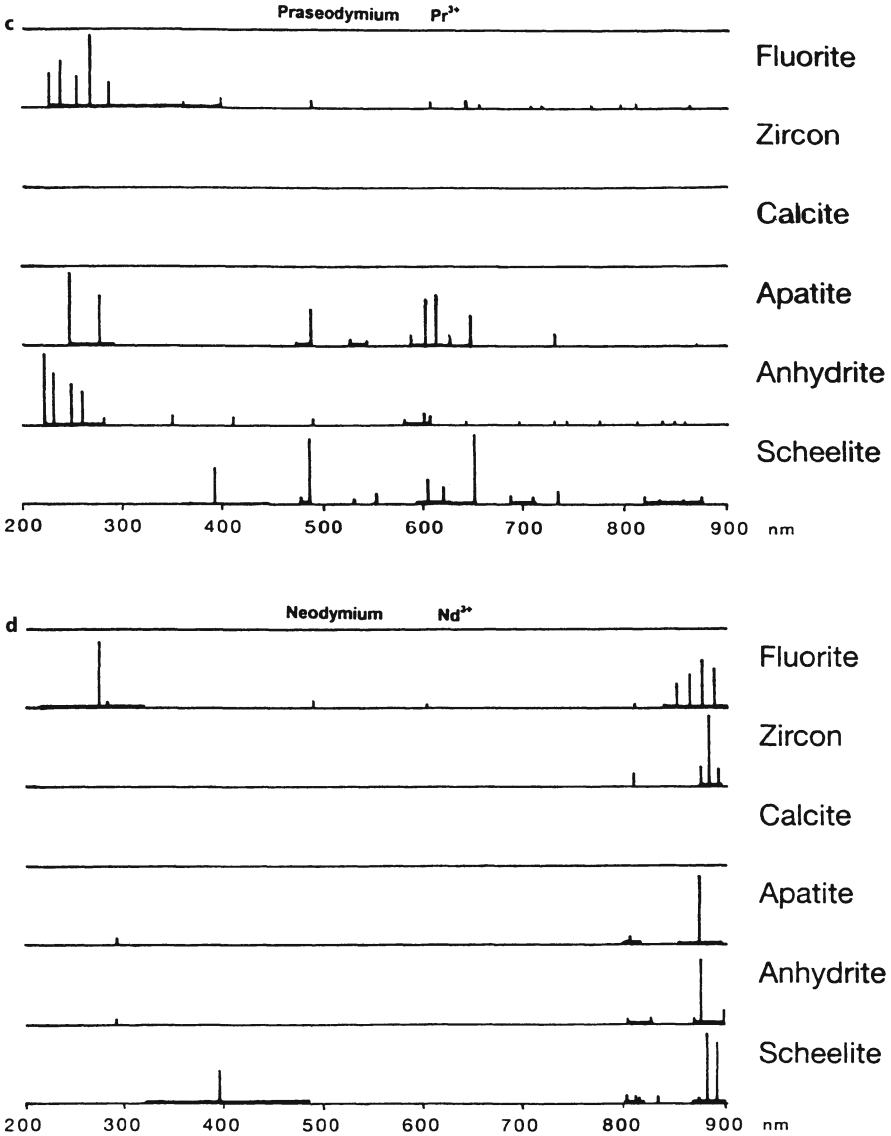 c Praseodymium Pr³⁺
Fluorite
Zircon
Calcite
Apatite
Anhydrite
Scheelite
200 300 400 500 600 700 800 900 nm
d Neodymium Nd³⁺
Fluorite
Zircon
Calcite
Apatite
Anhydrite
Scheelite
200 300 400 500 600 700 800 900 nm